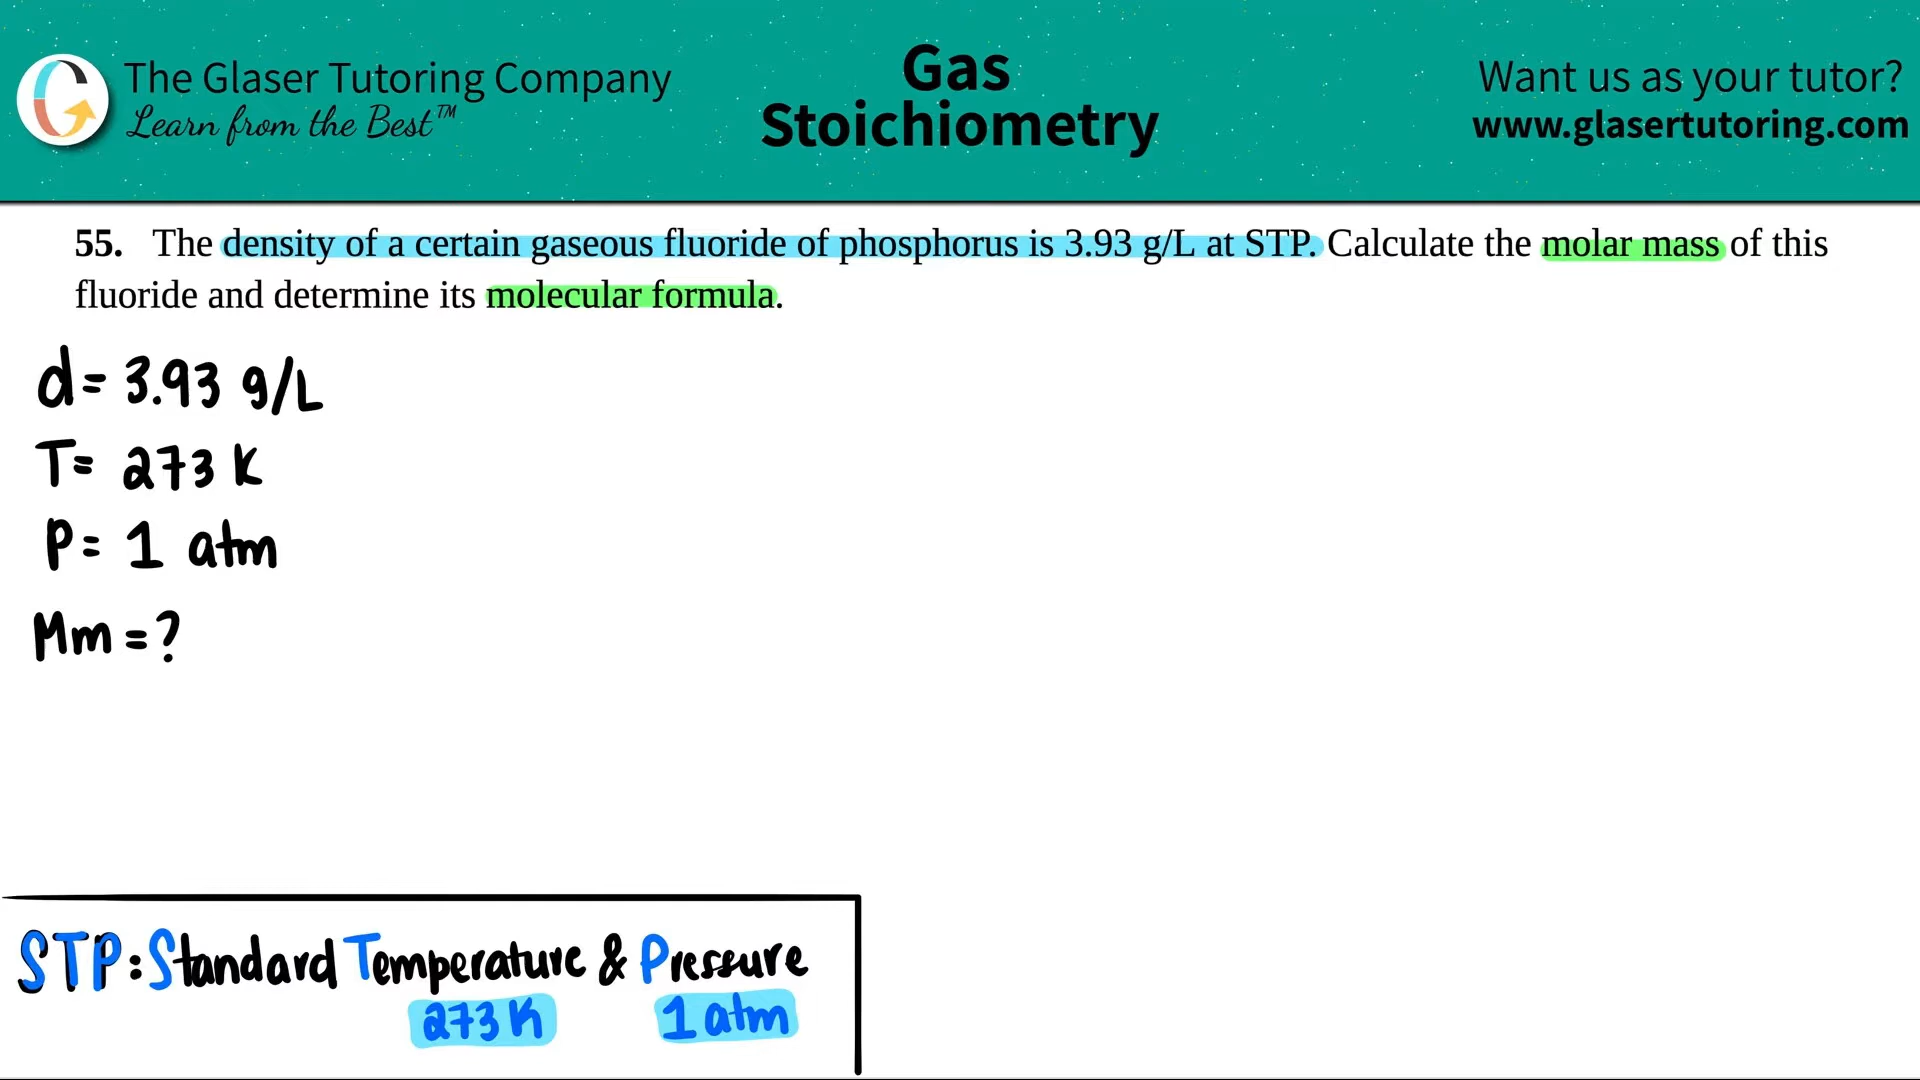 The Glaser Tutoring Company
Learn from the Best™
Gas
Stoichiometry
Want us as your tutor?
www.glasertutoring.com
55. The density of a certain gaseous fluoride of phosphorus is 3.93 g/L at STP. Calculate the molar mass of this
fluoride and determine its molecular formula.
d= 3.93 g/L
T= 273 K
P= 1 atm
Mm =?
STP: Standard Temperature & Pressure
273 K 1 atm